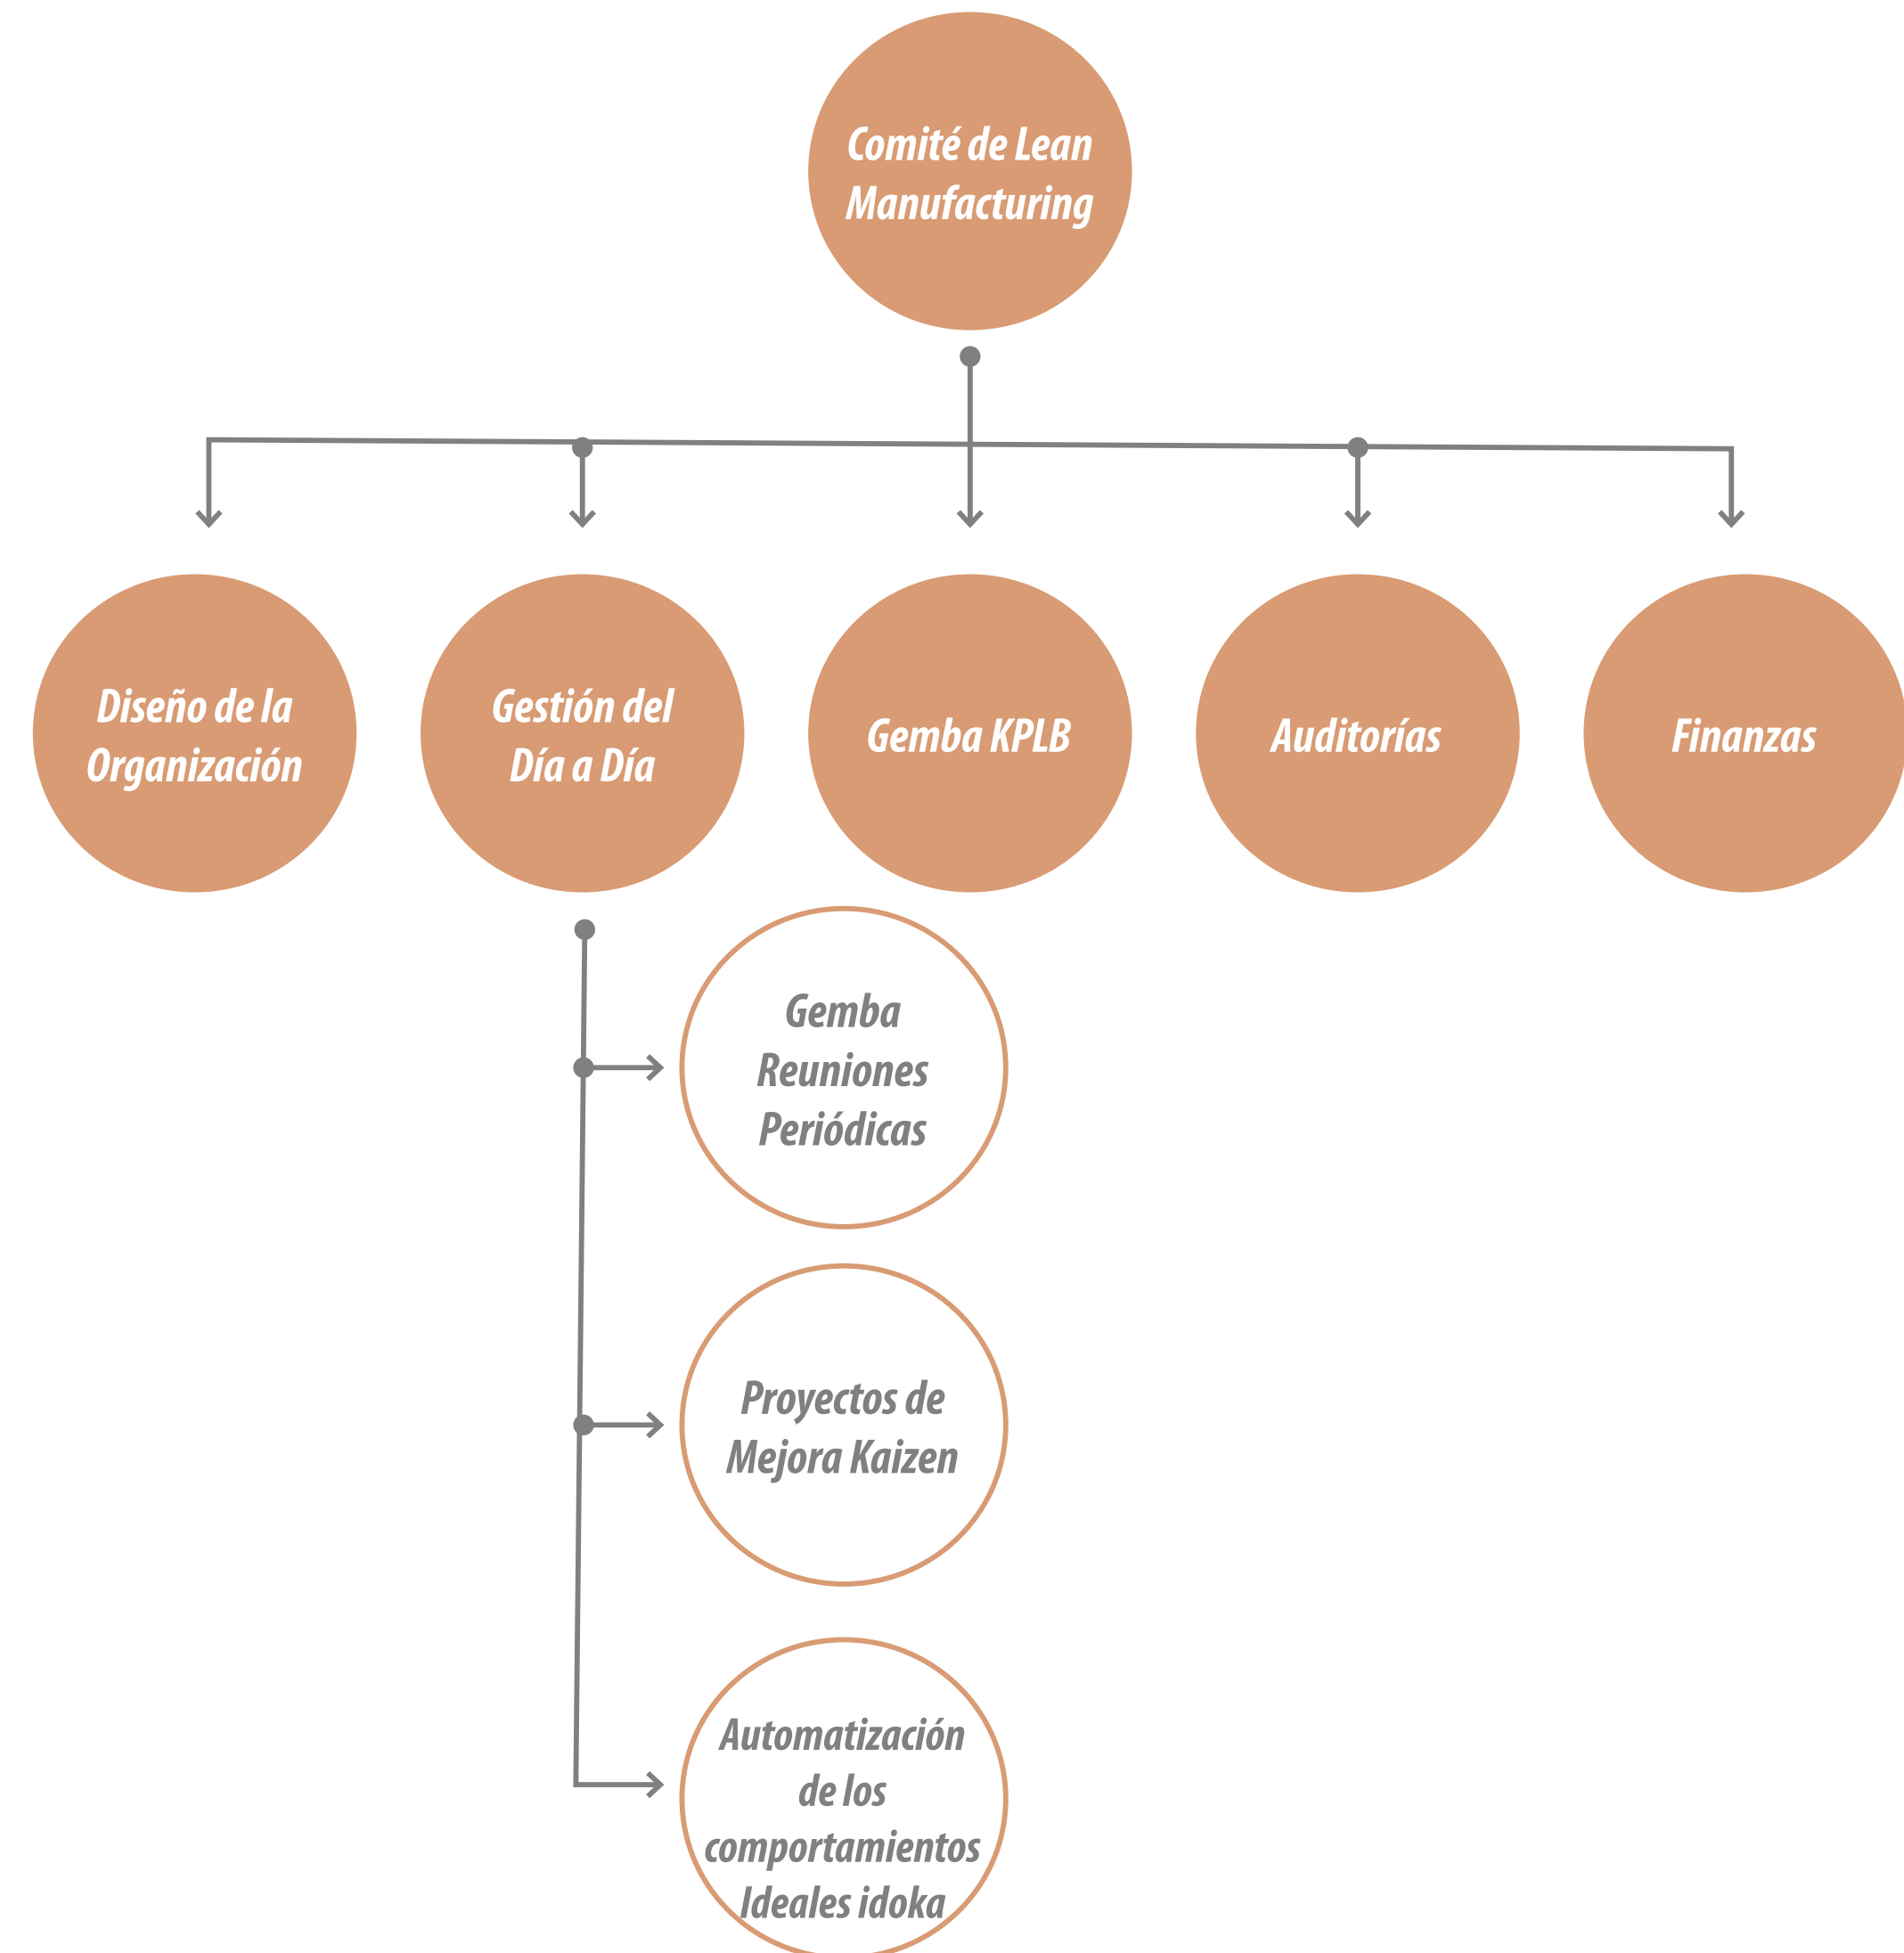 Comité de Lean
Manufacturing
Diseño de la
Organización
Gestión del
Día a Día
Gemba KPLB
Auditorías
Finanzas
Gemba
Reuniones
Periódicas
Proyectos de
Mejora Kaizen
Automatización
de los
comportamientos
Ideales idoka